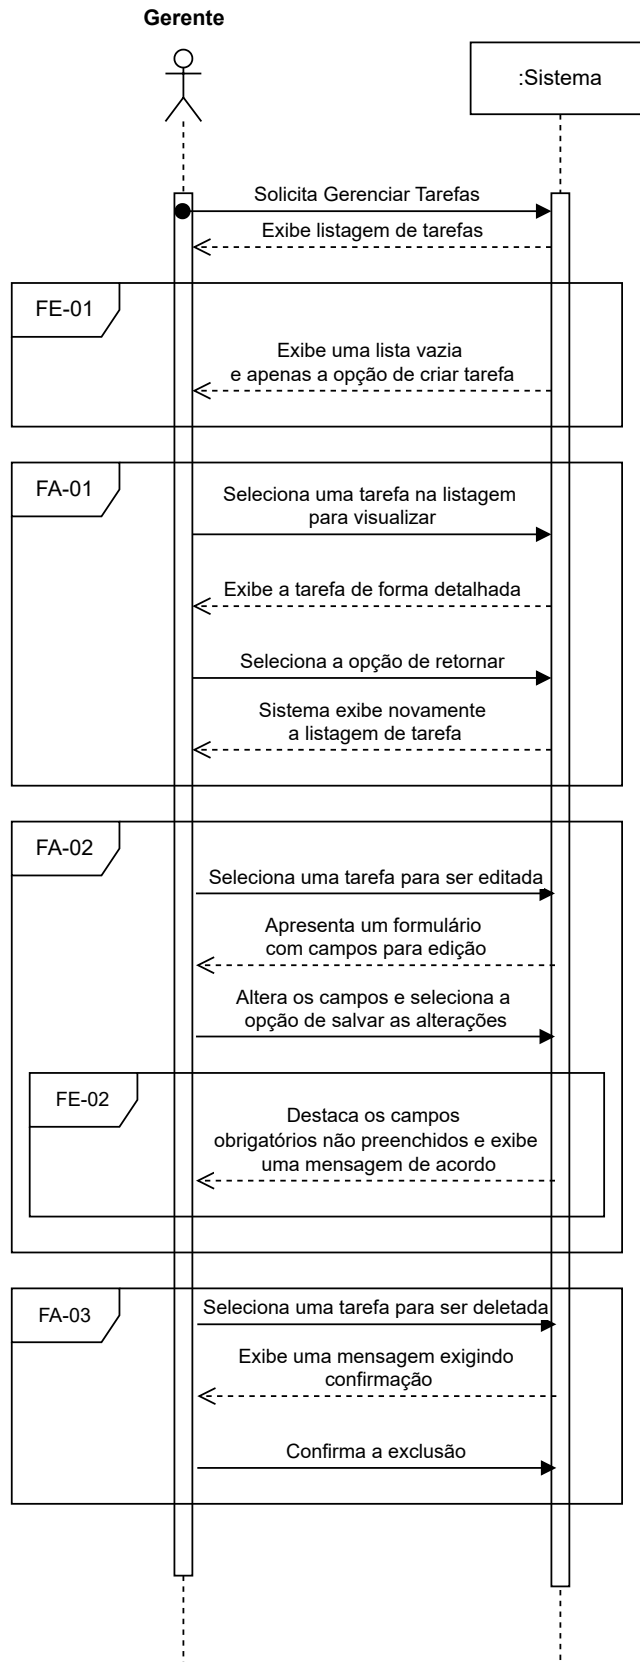 Gerente
:Sistema
Solicita Gerenciar Tarefas
Exibe listagem de tarefas
FE-01
Exibe uma lista vazia
e apenas a opção de criar tarefa
FA-01
Seleciona uma tarefa na listagem
para visualizar
Exibe a tarefa de forma detalhada
Seleciona a opção de retornar
Sistema exibe novamente
a listagem de tarefa
FA-02
Seleciona uma tarefa para ser editada
Apresenta um formulário
com campos para edição
Altera os campos e seleciona a
opção de salvar as alterações
FE-02
Destaca os campos
obrigatórios não preenchidos e exibe
uma mensagem de acordo
FA-03
Seleciona uma tarefa para ser deletada
Exibe uma mensagem exigindo
confirmação
Confirma a exclusão